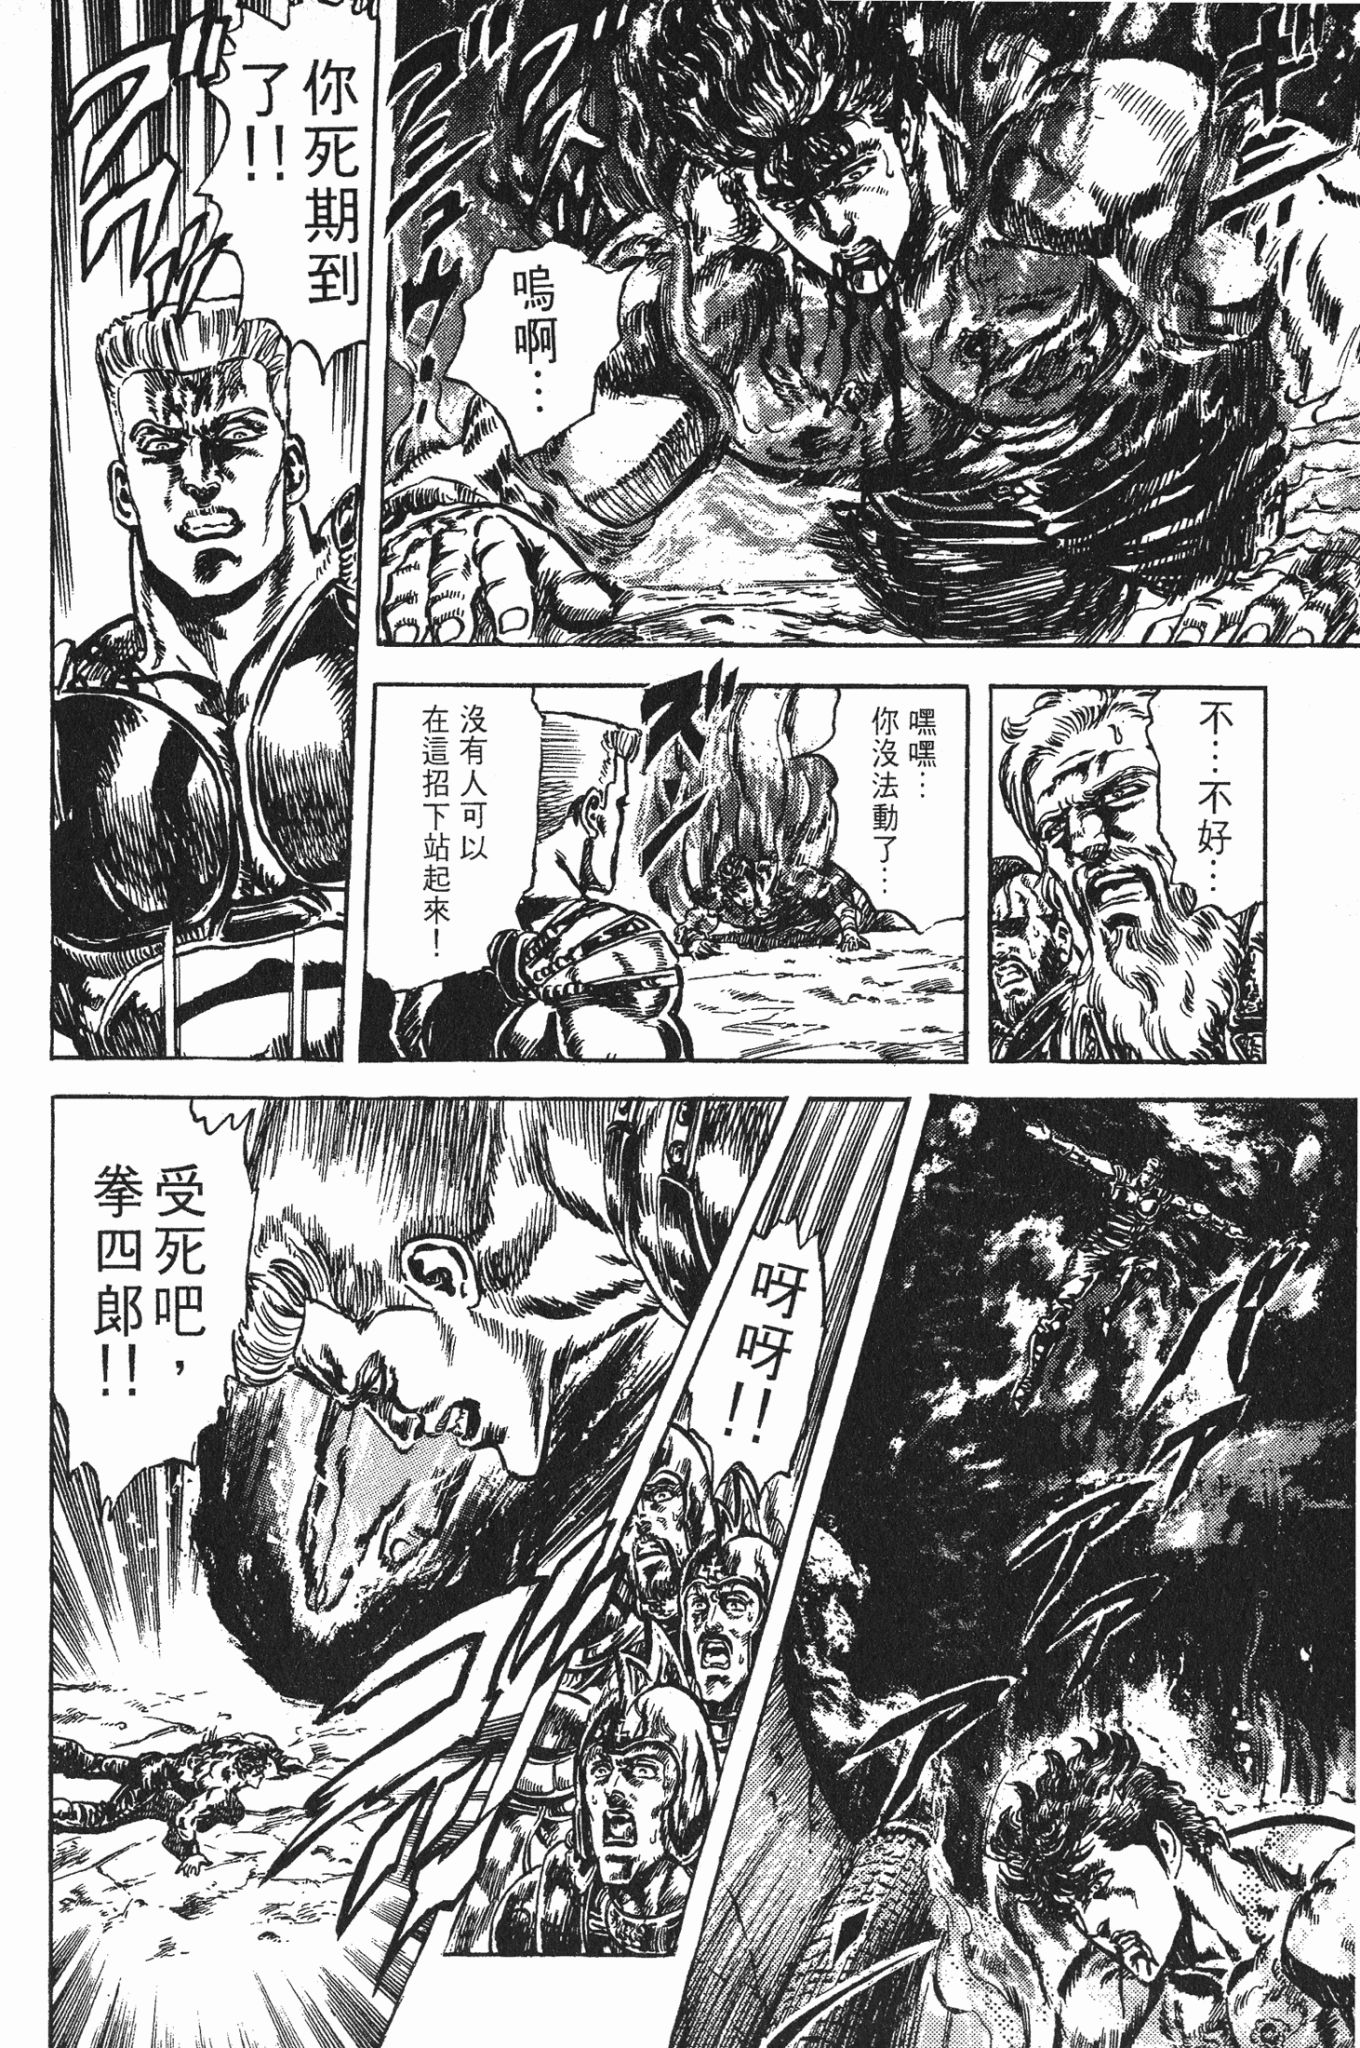 嗚啊…
你死期到
了!!
不…不好…
嘿嘿…
你沒法動了…
沒有人可以
在這招下站起來!
呀呀!!
受死吧，
拳四郎!!